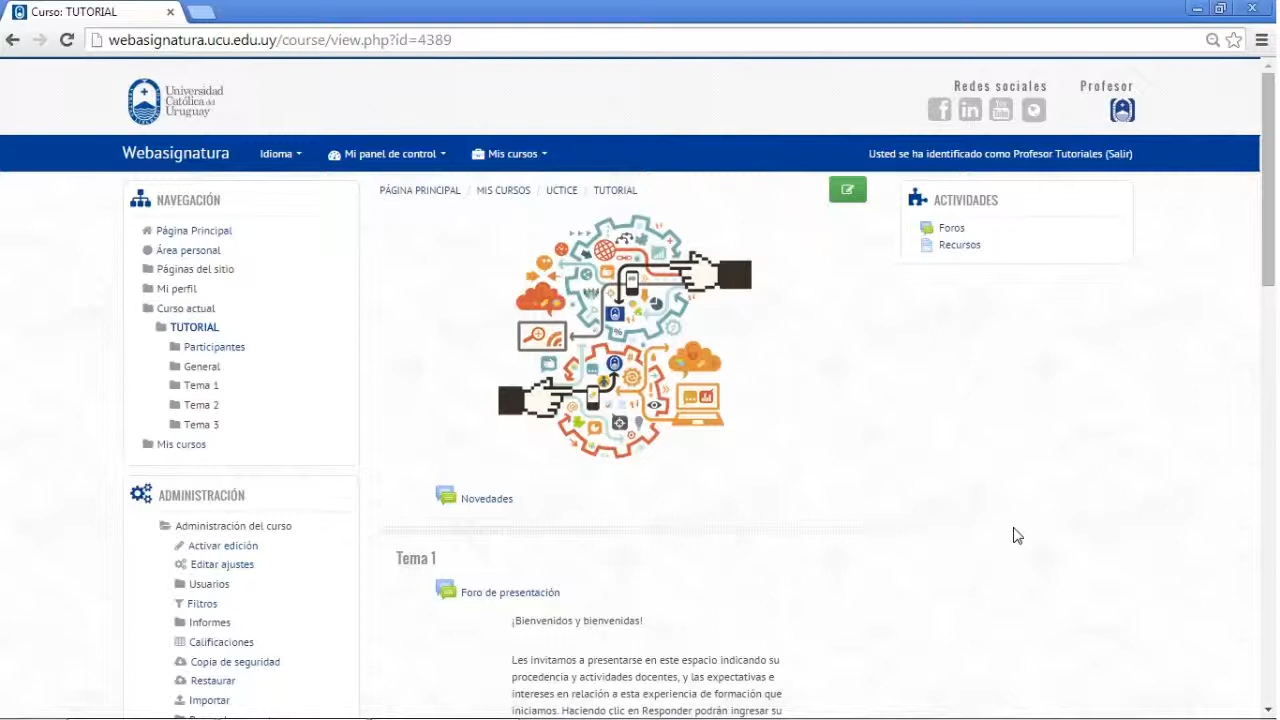 Curso: TUTORIAL
webasignatura.ucu.edu.uy/course/view.php?id=4389
Universidad
Católica del
Uruguay
Redes sociales
Profesor
Webasignatura
Idioma
Mi panel de control
Mis cursos
Usted se ha identificado como Profesor Tutoriales (Salir)
NAVEGACIÓN
Página Principal
Área personal
Páginas del sitio
Mi perfil
Curso actual
TUTORIAL
Participantes
General
Tema 1
Tema 2
Tema 3
Mis cursos
ADMINISTRACIÓN
Administración del curso
Activar edición
Editar ajustes
Usuarios
Filtros
Informes
Calificaciones
Copia de seguridad
Restaurar
Importar
PÁGINA PRINCIPAL / MIS CURSOS / UCTICE / TUTORIAL
Novedades
Tema 1
Foro de presentación
¡Bienvenidos y bienvenidas!
Les invitamos a presentarse en este espacio indicando su
procedencia y actividades docentes, y las expectativas e
intereses en relación a esta experiencia de formación que
iniciamos. Haciendo clic en Responder podrán ingresar su
ACTIVIDADES
Foros
Recursos